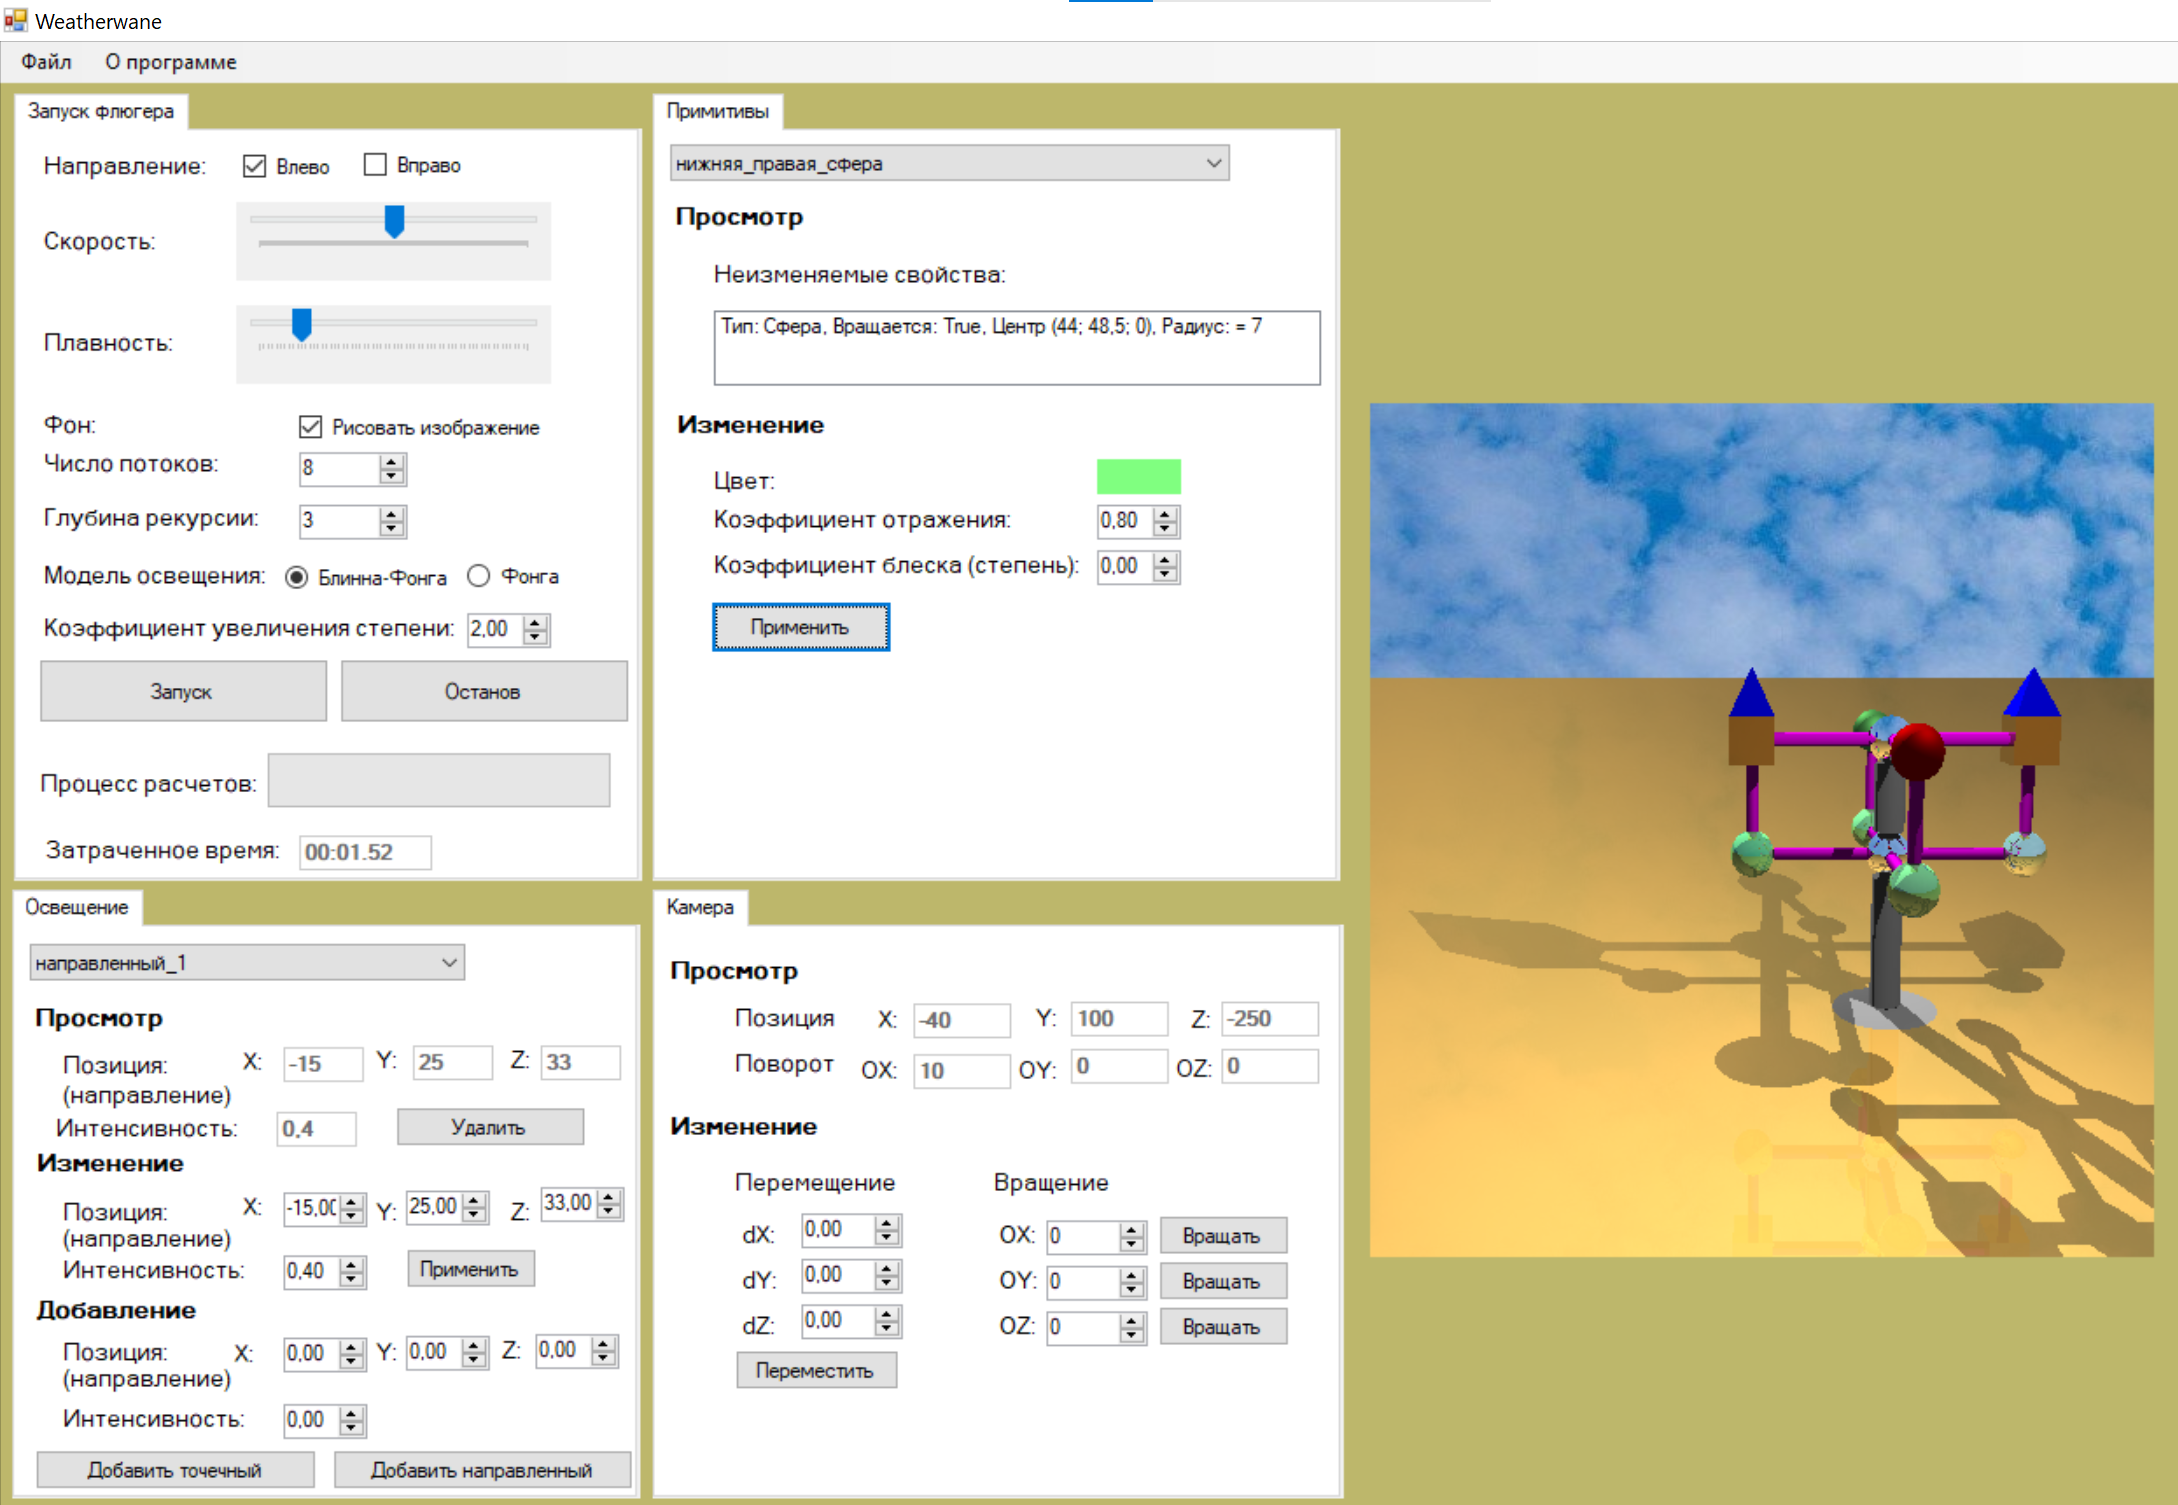 Weatherwane
Файл О программе
Запуск флюгера
Направление: Влево Вправо
Скорость:
Плавность:
Фон: Рисовать изображение
Число потоков: 8
Глубина рекурсии: 3
Модель освещения: Блинна-Фонга Фонга
Коэффициент увеличения степени: 2,00
Запуск Останов
Процесс расчетов:
Затраченное время: 00:01.52
Примитивы
нижняя_правая_сфера
Просмотр
Неизменяемые свойства:
Тип: Сфера, Вращается: True, Центр (44; 48,5; 0), Радиус: = 7
Изменение
Цвет:
Коэффициент отражения: 0,80
Коэффициент блеска (степень): 0,00
Применить
Освещение
направленный_1
Просмотр
Позиция: X: -15 Y: 25 Z: 33
(направление)
Интенсивность: 0,4 Удалить
Изменение
Позиция: X: -15,00 Y: 25,00 Z: 33,00
(направление)
Интенсивность: 0,40 Применить
Добавление
Позиция: X: 0,00 Y: 0,00 Z: 0,00
(направление)
Интенсивность: 0,00
Добавить точечный Добавить направленный
Камера
Просмотр
Позиция X: -40 Y: 100 Z: -250
Поворот OX: 10 OY: 0 OZ: 0
Изменение
Перемещение Вращение
dX: 0,00 OX: 0 Вращать
dY: 0,00 OY: 0 Вращать
dZ: 0,00 OZ: 0 Вращать
Переместить